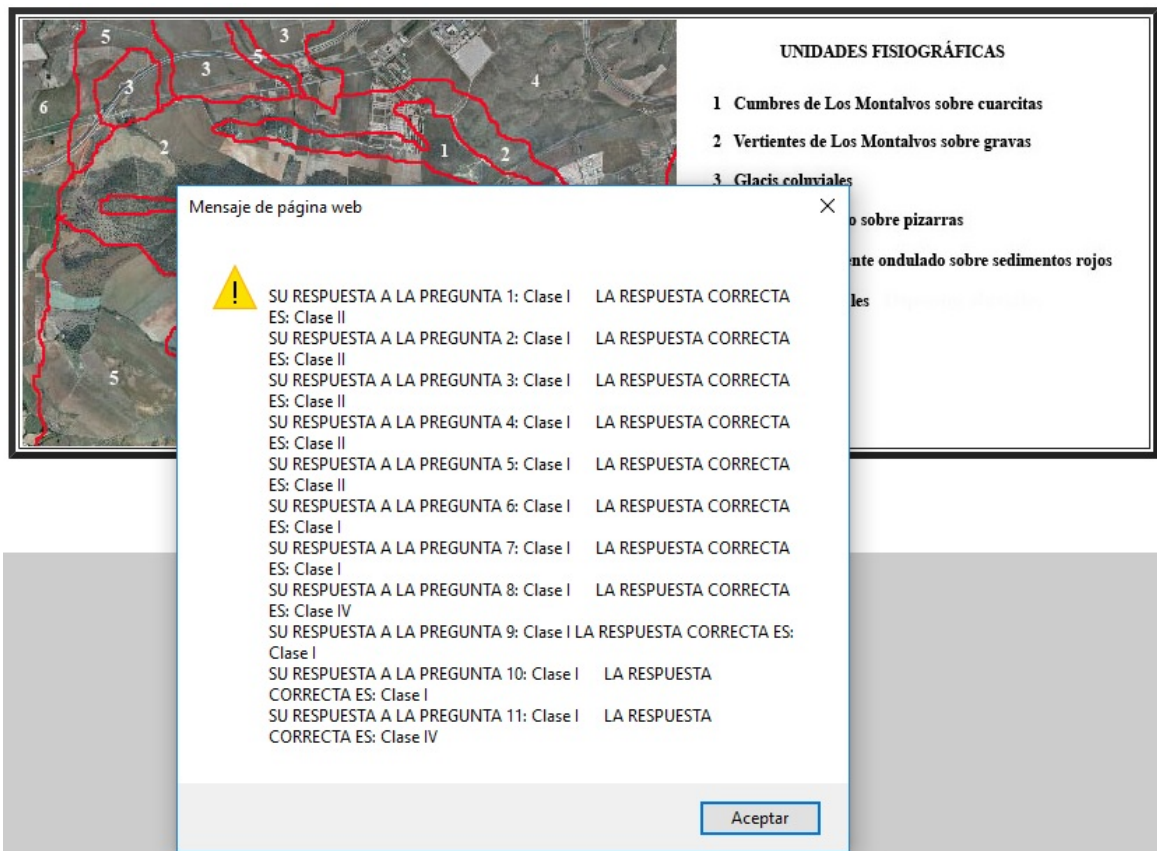 UNIDADES FISIOGRÁFICAS
1 Cumbres de Los Montalvos sobre cuarcitas
2 Vertientes de Los Montalvos sobre gravas
3 Glacis coluviales
o sobre pizarras
ente ondulado sobre sedimentos rojos
les
5
3
5
3
3
4
6
2
1
2
5
Mensaje de página web
SU RESPUESTA A LA PREGUNTA 1: Clase I LA RESPUESTA CORRECTA
ES: Clase II
SU RESPUESTA A LA PREGUNTA 2: Clase I LA RESPUESTA CORRECTA
ES: Clase II
SU RESPUESTA A LA PREGUNTA 3: Clase I LA RESPUESTA CORRECTA
ES: Clase II
SU RESPUESTA A LA PREGUNTA 4: Clase I LA RESPUESTA CORRECTA
ES: Clase II
SU RESPUESTA A LA PREGUNTA 5: Clase I LA RESPUESTA CORRECTA
ES: Clase II
SU RESPUESTA A LA PREGUNTA 6: Clase I LA RESPUESTA CORRECTA
ES: Clase I
SU RESPUESTA A LA PREGUNTA 7: Clase I LA RESPUESTA CORRECTA
ES: Clase I
SU RESPUESTA A LA PREGUNTA 8: Clase I LA RESPUESTA CORRECTA
ES: Clase IV
SU RESPUESTA A LA PREGUNTA 9: Clase I LA RESPUESTA CORRECTA ES:
Clase I
SU RESPUESTA A LA PREGUNTA 10: Clase I LA RESPUESTA
CORRECTA ES: Clase I
SU RESPUESTA A LA PREGUNTA 11: Clase I LA RESPUESTA
CORRECTA ES: Clase IV
Aceptar